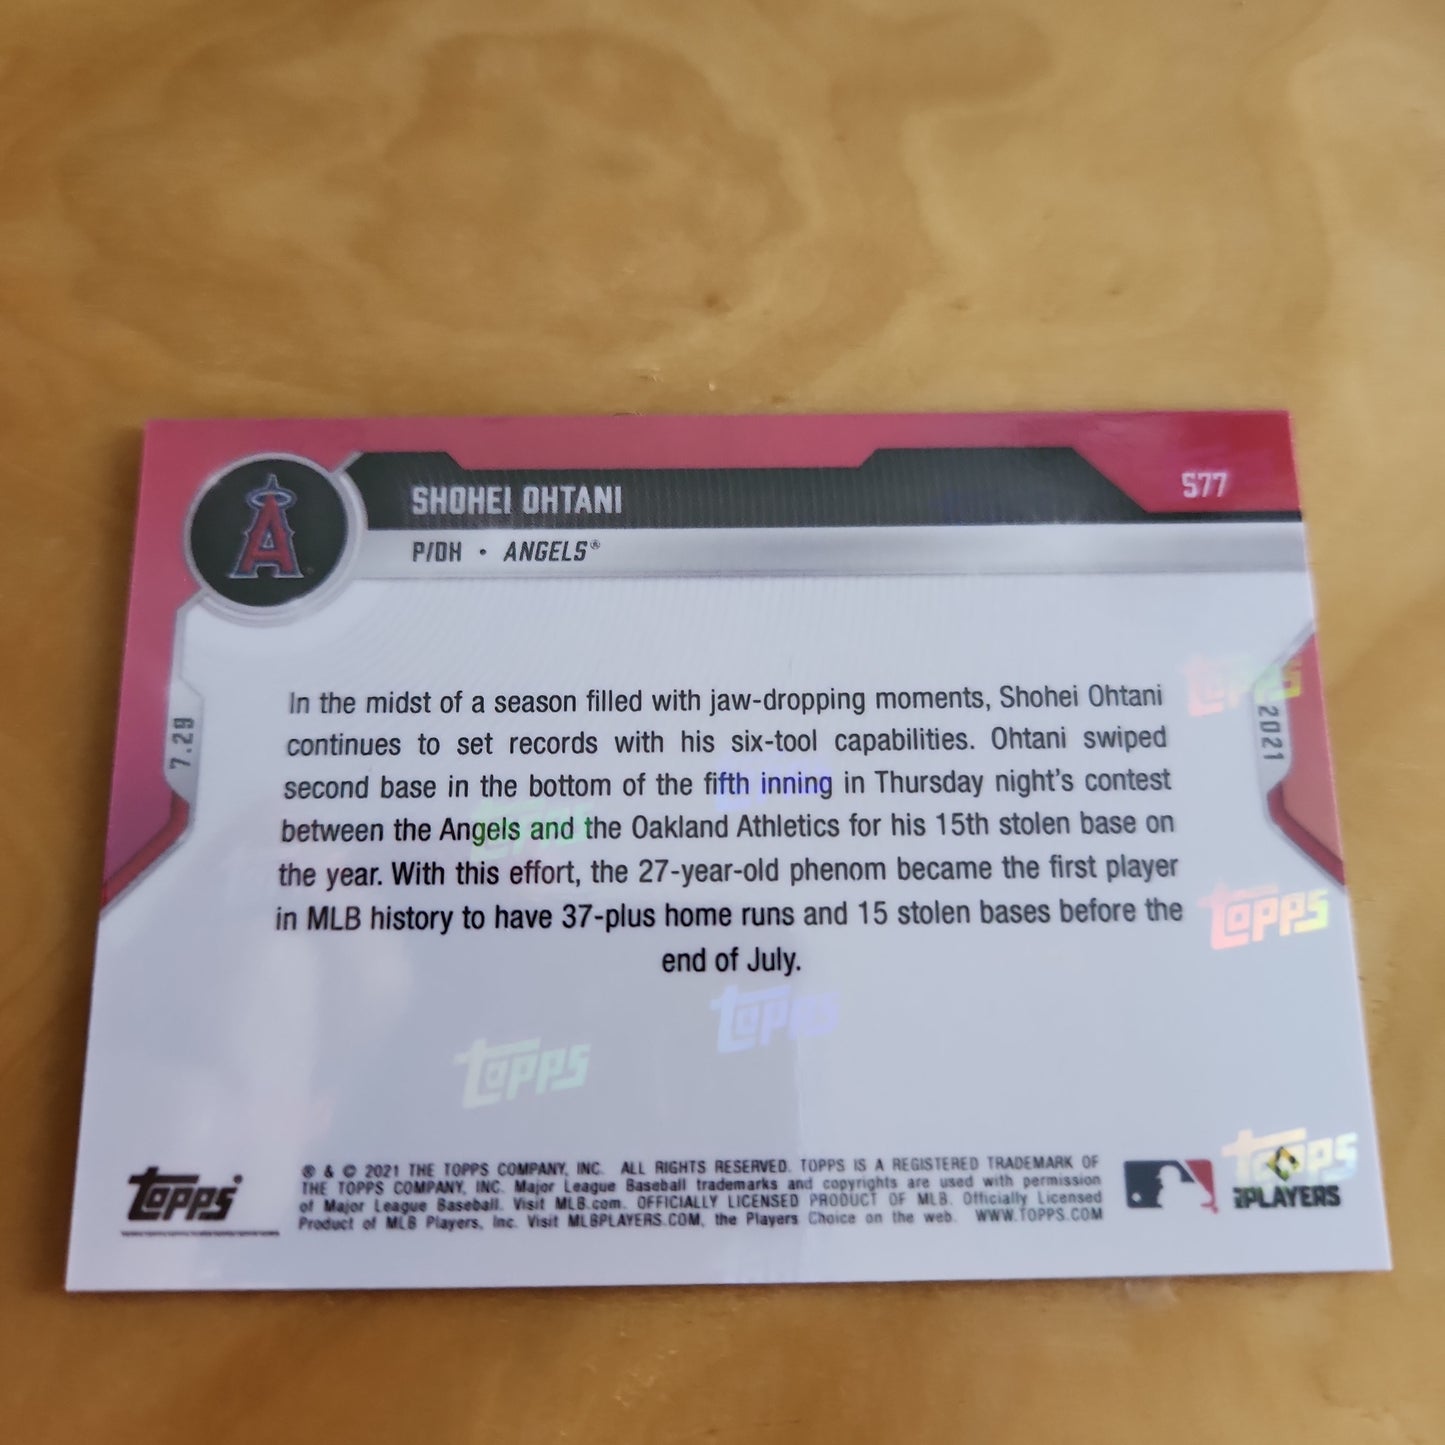 SHOHEI OHTANI
577
P/DH • ANGELS®
7.29
2021
In the midst of a season filled with jaw-dropping moments, Shohei Ohtani
continues to set records with his six-tool capabilities. Ohtani swiped
second base in the bottom of the fifth inning in Thursday night's contest
between the Angels and the Oakland Athletics for his 15th stolen base on
the year. With this effort, the 27-year-old phenom became the first player
in MLB history to have 37-plus home runs and 15 stolen bases before the
end of July.
topps
topps
topps
topps
topps
topps
® & © 2021 THE TOPPS COMPANY, INC. ALL RIGHTS RESERVED. TOPPS IS A REGISTERED TRADEMARK OF
THE TOPPS COMPANY, INC. Major League Baseball trademarks and copyrights are used with permission
of Major League Baseball. Visit MLB.com. OFFICIALLY LICENSED PRODUCT OF MLB. Officially Licensed
Product of MLB Players, Inc. Visit MLBPLAYERS.COM, the Players Choice on the web. WWW.TOPPS.COM
PLAYERS